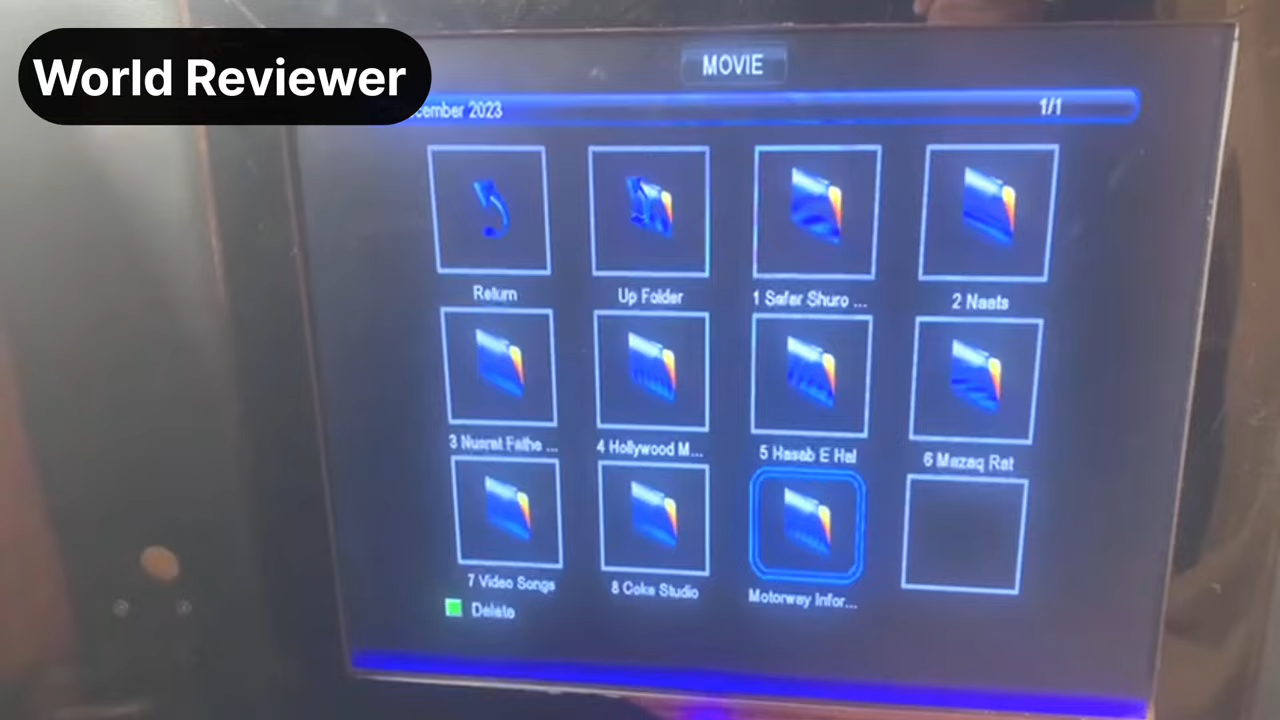 World Reviewer
MOVIE
cember 2023
1/1
Return
Up Folder
1 Safar Shuro ...
2 Naats
3 Nusrat Fathe ...
4 Hollywood M...
5 Hasab E Hal
6 Mazaq Rat
7 Video Songs
8 Coke Studio
Motorway Infor...
Delete